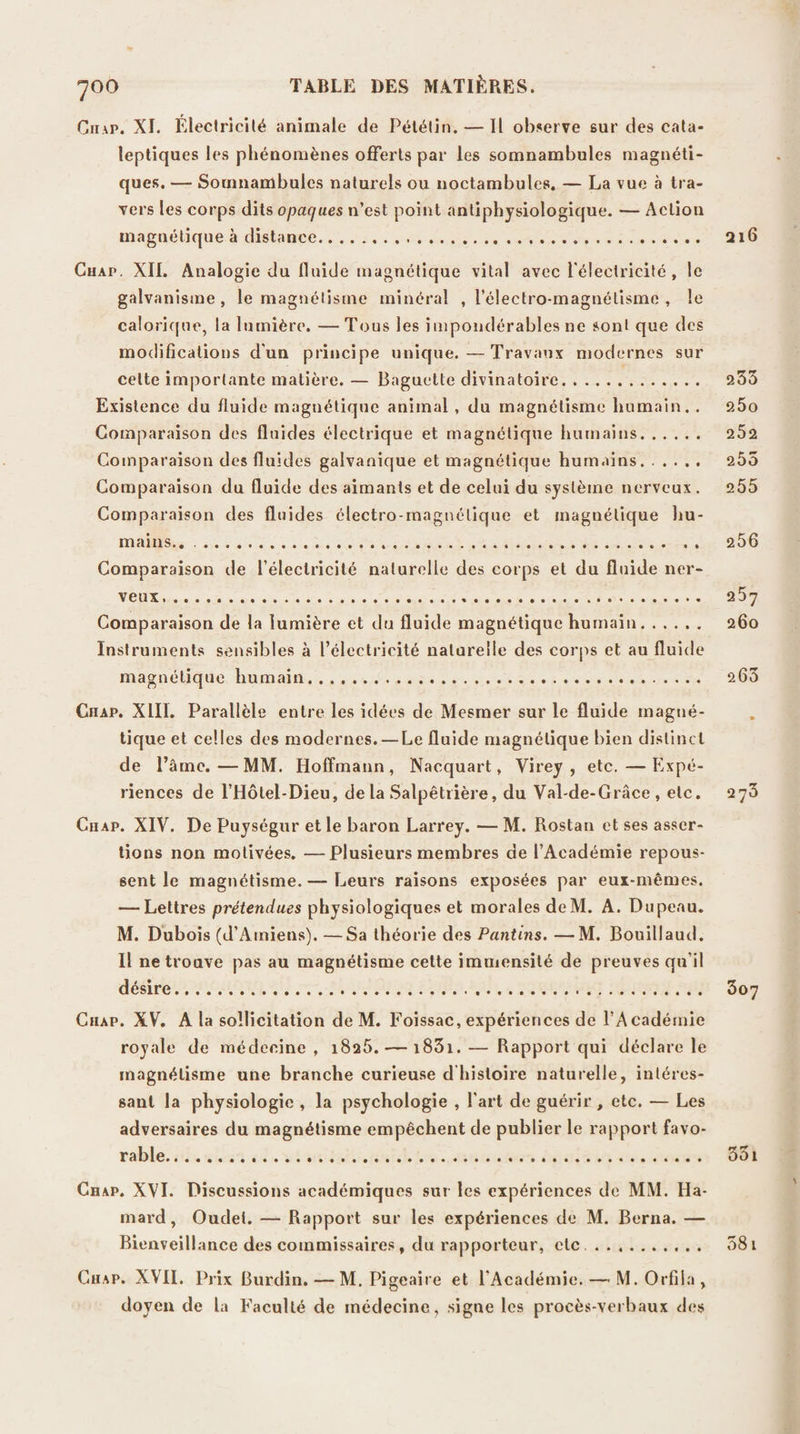 700 TABLE DES MATIÈRES.
CHAP. XI. Électricité animale de Pététin. — Il observe sur des cata-
leptiques les phénomènes offerts par les somnambules magnéti-
ques. — Somnambules naturels ou noctambules. — La vue à tra-
vers les corps dits opaques n'est point antiphysiologique. — Action
magnétique à distance........................................ 216
CHAP. XII. Analogie du fluide magnétique vital avec l'électricité, le
galvanisme, le magnétisme minéral , l'électro-magnétisme, le
calorique, la lumière. — Tous les impondérables ne sont que des
modifications d'un principe unique. — Travaux modernes sur
cette importante matière. — Baguette divinatoire............. 233
Existence du fluide magnétique animal, du magnétisme humain.. 250
Comparaison des fluides électrique et magnétique humains...... 252
Comparaison des fluides galvanique et magnétique humains...... 253
Comparaison du fluide des aimants et de celui du système nerveux. 255
Comparaison des fluides électro-magnétique et magnétique hu-
mains........................................ 256
Comparaison de l'électricité naturelle des corps et du fluide ner-
veux........................................ 257
Comparaison de la lumière et du fluide magnétique humain...... 260
Instruments sensibles à l'électricité naturelle des corps et au fluide
magnétique humain........................................ 263
CHAP. XIII. Parallèle entre les idées de Mesmer sur le fluide magné-
tique et celles des modernes. — Le fluide magnétique bien distinct
de l'âme. — MM. Hoffmann, Nacquart, Virey, etc. — Expé-
riences de l'Hôtel-Dieu, de la Salpêtrière, du Val-de-Grâce, etc. 273
CHAP. XIV. De Puységur et le baron Larrey. — M. Rostan et ses asser-
tions non motivées. — Plusieurs membres de l'Académie repous-
sent le magnétisme. — Leurs raisons exposées par eux-mêmes.
— Lettres prétendues physiologiques et morales de M. A. Dupeau.
M. Dubois (d'Amiens). — Sa théorie des Pantins. — M. Bouillaud.
Il ne trouve pas au magnétisme cette immensité de preuves qu'il
désire........................................ 307
CHAP. XV. A la sollicitation de M. Foissac, expériences de l'Académie
royale de médecine , 1825. — 1831. — Rapport qui déclare le
magnétisme une branche curieuse d'histoire naturelle, intéres-
sant la physiologie, la psychologie , l'art de guérir, etc. — Les
adversaires du magnétisme empêchent de publier le rapport favo-
rable........................................ 331
CHAP. XVI. Discussions académiques sur les expériences de MM. Ha-
mard, Oudet. — Rapport sur les expériences de M. Berna. —
Bienveillance des commissaires, du rapporteur, etc........... 381
CHAP. XVII. Prix Burdin. — M. Pigeaire et l'Académie. — M. Orfila,
doyen de la Faculté de médecine, signe les procès-verbaux des